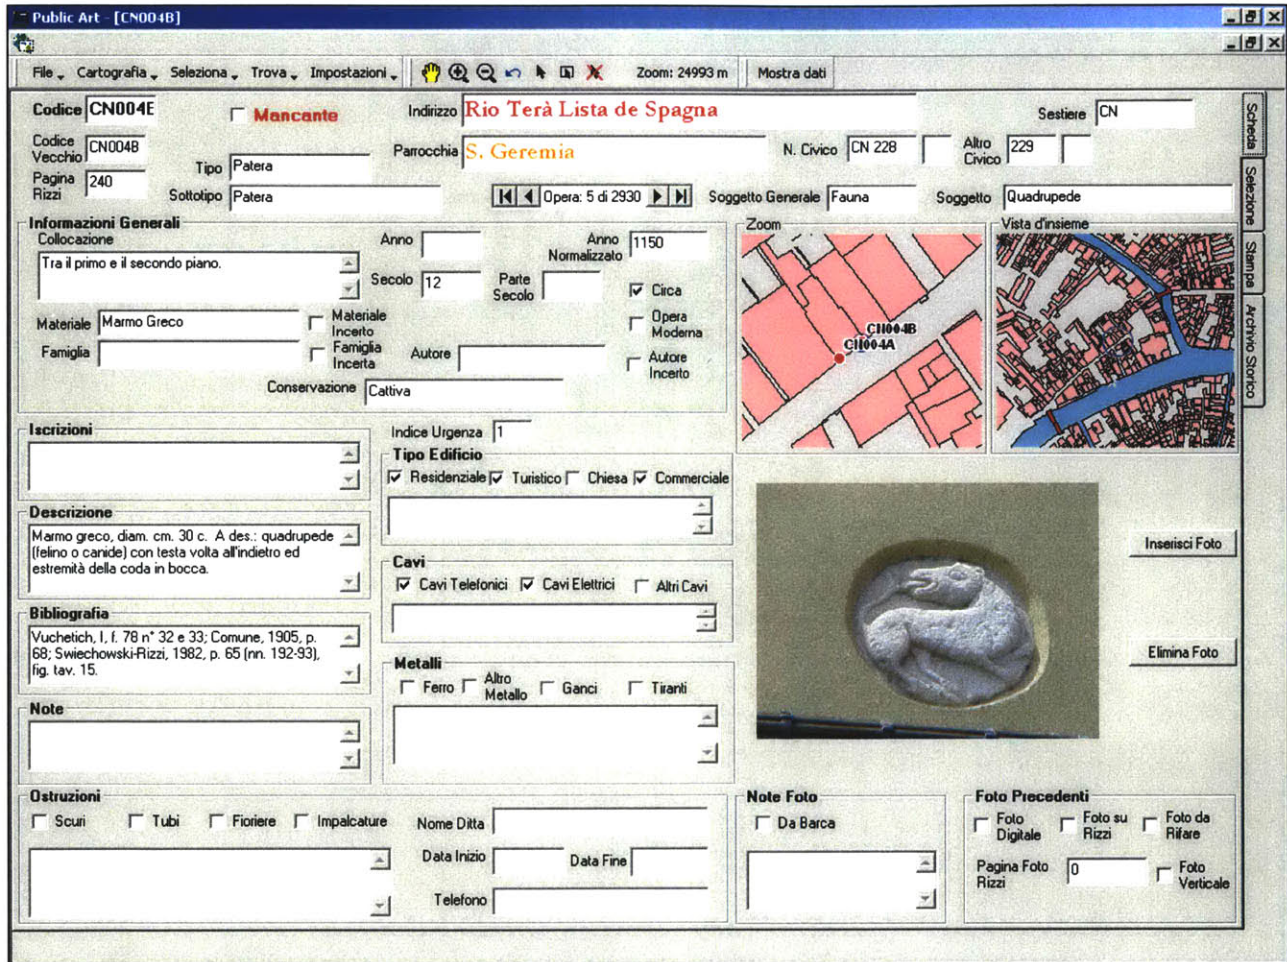 Public Art - [CN004B]
File Cartografia Seleziona Trova Impostazioni Zoom: 24993 m Mostra dati
Codice CN004E Mancante Indirizzo Rio Terà Lista de Spagna Sestiere CN
Codice Vecchio CN004B Tipo Patera Parrocchia S. Geremia N. Civico CN 228 Altro Civico 229
Pagina Rizzi 240 Sottotipo Patera Opera: 5 di 2930 Soggetto Generale Fauna Soggetto Quadrupede
Scheda
Selezione
Stampa
Archivio Storico
Informazioni Generali
Collocazione
Tra il primo e il secondo piano.
Anno
Anno Normalizzato 1150
Secolo 12
Parte Secolo
Circa
Materiale Marmo Greco
Materiale Incerto
Opera Moderna
Famiglia
Famiglia Incerta
Autore
Autore Incerto
Conservazione Cattiva
Zoom
CN004B
CN004A
Vista d'insieme
Iscrizioni
Indice Urgenza 1
Tipo Edificio
Residenziale Turistico Chiesa Commerciale
Descrizione
Marmo greco, diam. cm. 30 c. A des.: quadrupede
(felino o canide) con testa volta all'indietro ed
estremità della coda in bocca.
Cavi
Cavi Telefonici Cavi Elettrici Altri Cavi
Inserisci Foto
Elimina Foto
Bibliografia
Vuchetich, I, f. 78 n° 32 e 33; Comune, 1905, p.
68; Swiechowski-Rizzi, 1982, p. 65 (nn. 192-93),
fig. tav. 15.
Metalli
Ferro Altro Metallo Ganci Tiranti
Note
Ostruzioni
Scuri Tubi Fioriere Impalcature
Nome Ditta
Data Inizio Data Fine
Telefono
Note Foto
Da Barca
Foto Precedenti
Foto Digitale Foto su Rizzi Foto da Rifare
Pagina Foto Rizzi 0 Foto Verticale